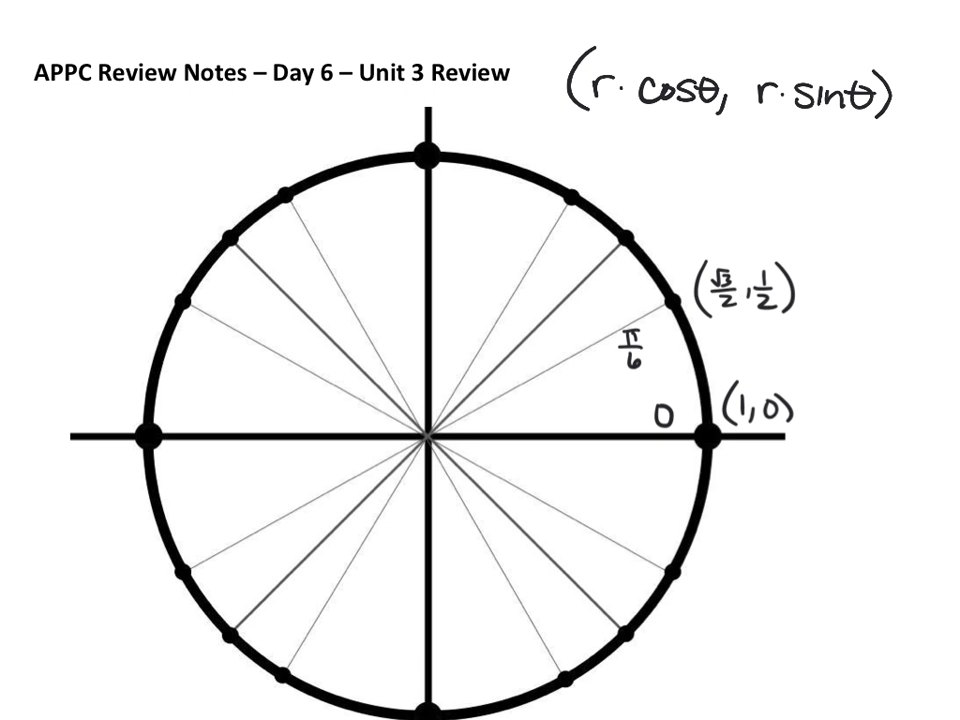 APPC Review Notes – Day 6 – Unit 3 Review
(r·cosθ, r·sinθ)
(√3/2, 1/2)
π/6
0 (1,0)